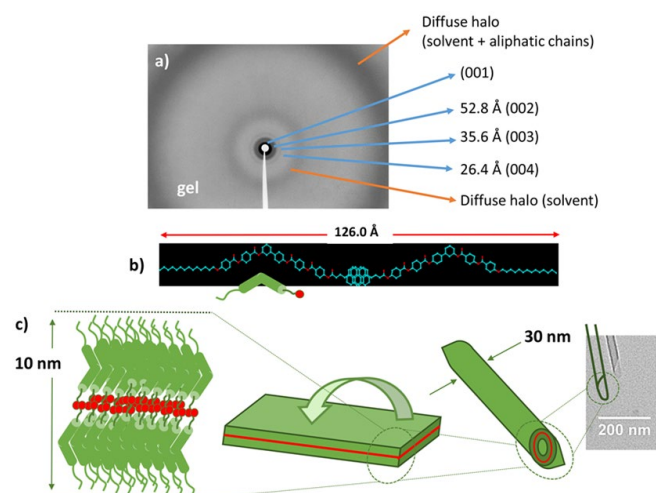 Diffuse halo
(solvent + aliphatic chains)
a)
(001)
52.8 Å (002)
35.6 Å (003)
26.4 Å (004)
gel
Diffuse halo (solvent)
126.0 Å
b)
c)
10 nm
30 nm
200 nm